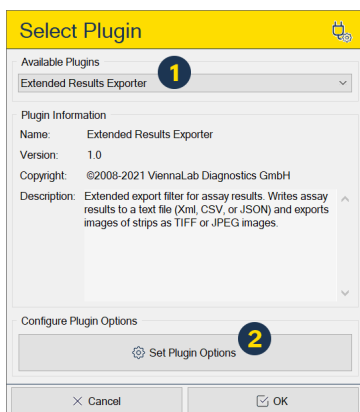 Select Plugin
Available Plugins
1
Extended Results Exporter
Plugin Information
Name: Extended Results Exporter
Version: 1.0
Copyright: ©2008-2021 ViennaLab Diagnostics GmbH
Description: Extended export filter for assay results. Writes assay
results to a text file (Xml, CSV, or JSON) and exports
images of strips as TIFF or JPEG images.
Configure Plugin Options
2
Set Plugin Options
Cancel OK